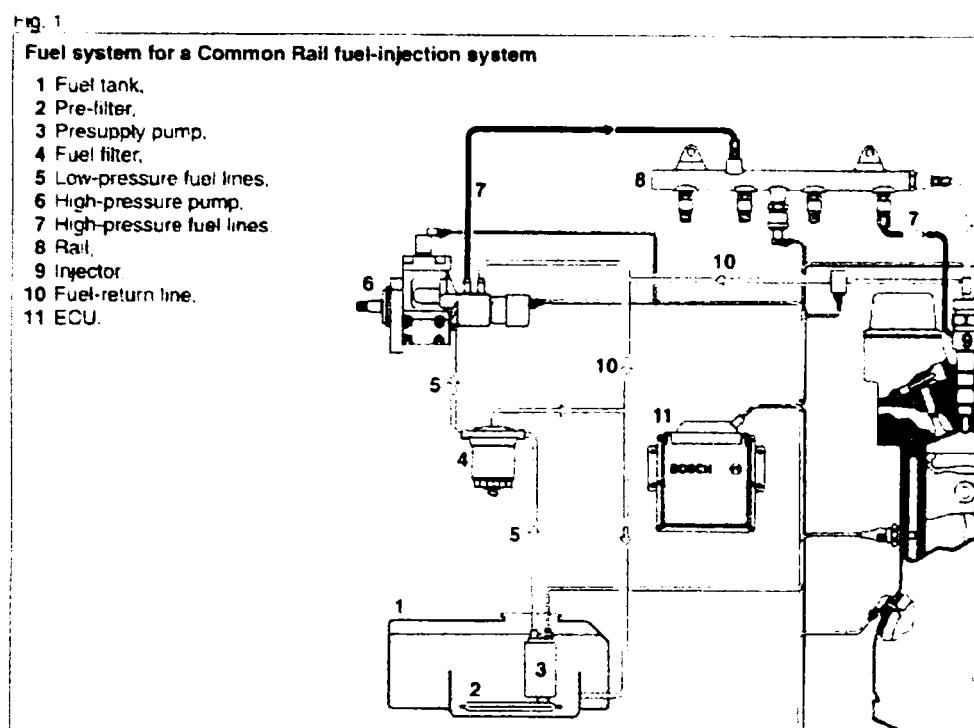 Fig. 1
Fuel system for a Common Rail fuel-injection system
1 Fuel tank,
2 Pre-filter,
3 Presupply pump,
4 Fuel filter,
5 Low-pressure fuel lines,
6 High-pressure pump,
7 High-pressure fuel lines
8 Rail,
9 Injector
10 Fuel-return line,
11 ECU.
8
7
7
10
6
9
10
5
11
4
BOSCH
5
1
3
2